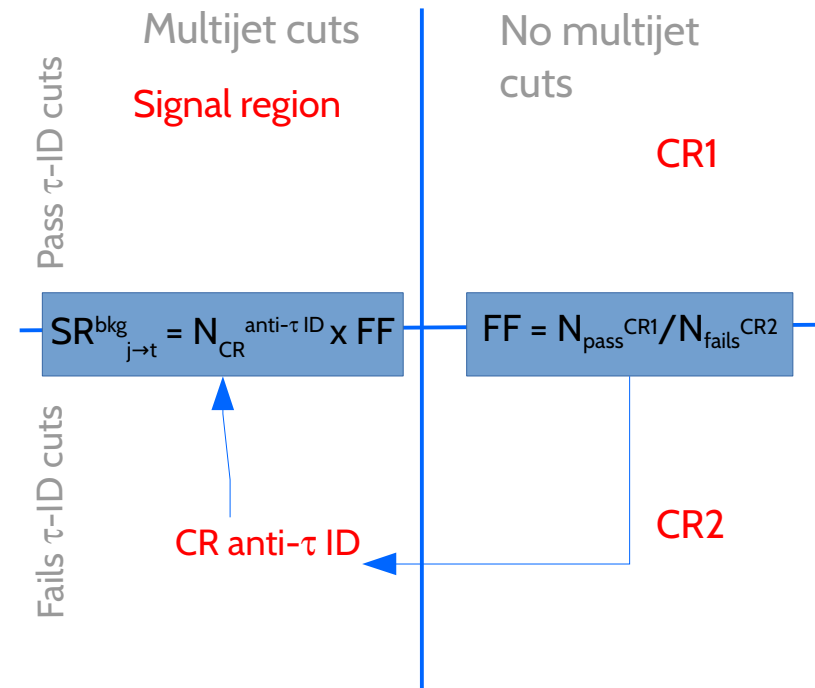 Multijet cuts
No multijet
cuts
Pass τ-ID cuts
Signal region
CR1
SR^bkg_j→t = N_CR^anti-τ ID x FF
FF = N_pass^CR1/N_fails^CR2
Fails τ-ID cuts
CR anti-τ ID
CR2